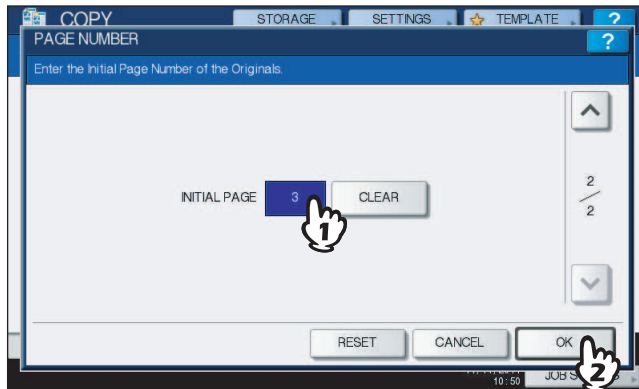 COPY STORAGE SETTINGS TEMPLATE ?
PAGE NUMBER ?
Enter the Initial Page Number of the Originals.
INITIAL PAGE 3 CLEAR
1
2
2
RESET CANCEL OK
2
10:50 JOB